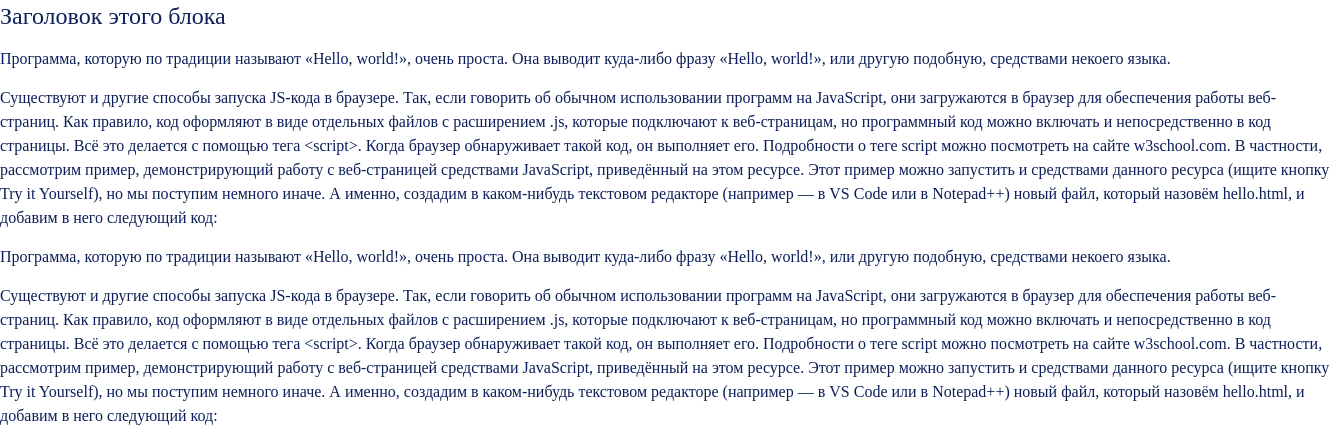 Заголовок этого блока
Программа, которую по традиции называют «Hello, world!», очень проста. Она выводит куда-либо фразу «Hello, world!», или другую подобную, средствами некоего языка.
Существуют и другие способы запуска JS-кода в браузере. Так, если говорить об обычном использовании программ на JavaScript, они загружаются в браузер для обеспечения работы веб-
страниц. Как правило, код оформляют в виде отдельных файлов с расширением .js, которые подключают к веб-страницам, но программный код можно включать и непосредственно в код
страницы. Всё это делается с помощью тега <script>. Когда браузер обнаруживает такой код, он выполняет его. Подробности о теге script можно посмотреть на сайте w3school.com. В частности,
рассмотрим пример, демонстрирующий работу с веб-страницей средствами JavaScript, приведённый на этом ресурсе. Этот пример можно запустить и средствами данного ресурса (ищите кнопку
Try it Yourself), но мы поступим немного иначе. А именно, создадим в каком-нибудь текстовом редакторе (например — в VS Code или в Notepad++) новый файл, который назовём hello.html, и
добавим в него следующий код:
Программа, которую по традиции называют «Hello, world!», очень проста. Она выводит куда-либо фразу «Hello, world!», или другую подобную, средствами некоего языка.
Существуют и другие способы запуска JS-кода в браузере. Так, если говорить об обычном использовании программ на JavaScript, они загружаются в браузер для обеспечения работы веб-
страниц. Как правило, код оформляют в виде отдельных файлов с расширением .js, которые подключают к веб-страницам, но программный код можно включать и непосредственно в код
страницы. Всё это делается с помощью тега <script>. Когда браузер обнаруживает такой код, он выполняет его. Подробности о теге script можно посмотреть на сайте w3school.com. В частности,
рассмотрим пример, демонстрирующий работу с веб-страницей средствами JavaScript, приведённый на этом ресурсе. Этот пример можно запустить и средствами данного ресурса (ищите кнопку
Try it Yourself), но мы поступим немного иначе. А именно, создадим в каком-нибудь текстовом редакторе (например — в VS Code или в Notepad++) новый файл, который назовём hello.html, и
добавим в него следующий код: